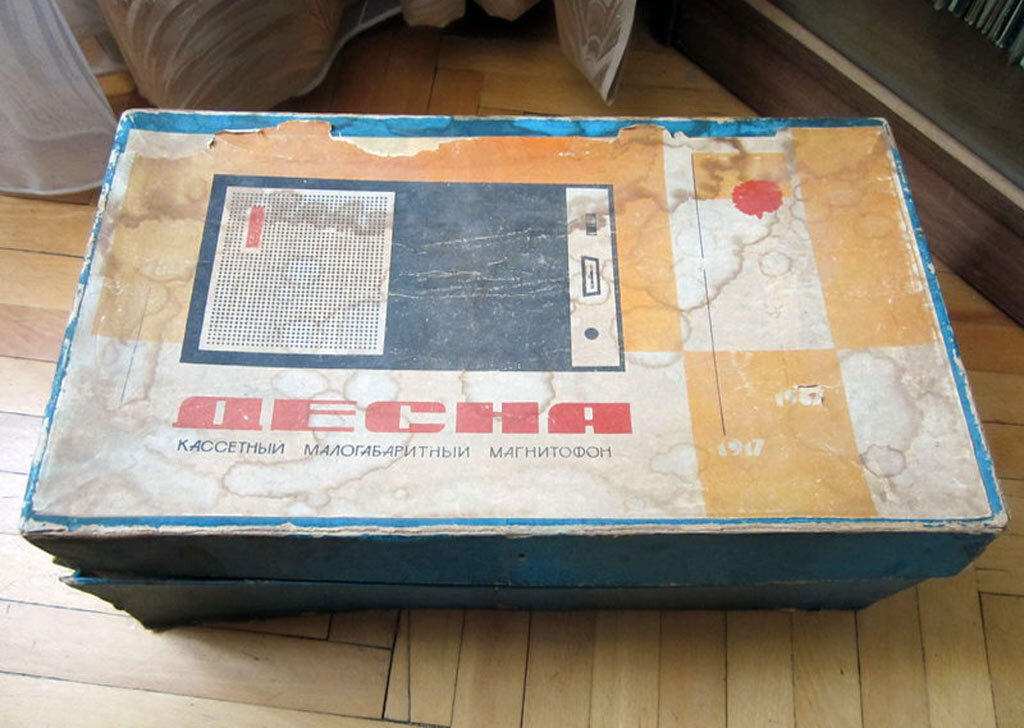 ДЕСНА
КАССЕТНЫЙ МАЛОГАБАРИТНЫЙ МАГНИТОФОН
1917